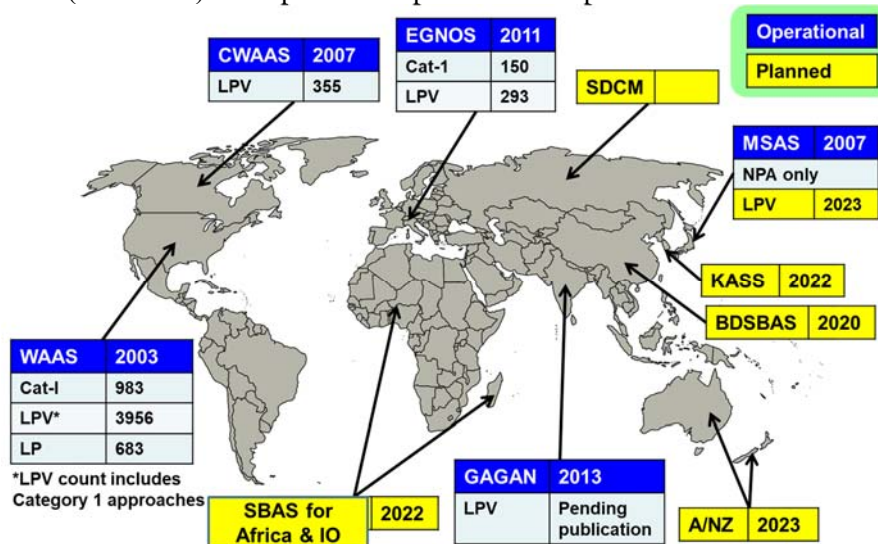 CWAAS 2007
LPV 355
EGNOS 2011
Cat-1 150
LPV 293
SDCM
Operational
Planned
MSAS 2007
NPA only
LPV 2023
KASS 2022
BDSBAS 2020
WAAS 2003
Cat-I 983
LPV* 3956
LP 683
*LPV count includes
Category 1 approaches
SBAS for 2022
Africa & IO
GAGAN 2013
LPV Pending
publication
A/NZ 2023